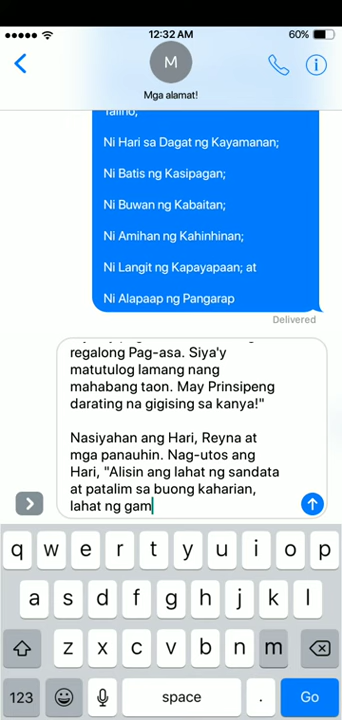 12:32 AM
60%
M
Mga alamat!
Talino;
Ni Hari sa Dagat ng Kayamanan;
Ni Batis ng Kasipagan;
Ni Buwan ng Kabaitan;
Ni Amihan ng Kahinhinan;
Ni Langit ng Kapayapaan; at
Ni Alapaap ng Pangarap
Delivered
regalong Pag-asa. Siya'y
matutulog lamang nang
mahabang taon. May Prinsipeng
darating na gigising sa kanya!"
Nasiyahan ang Hari, Reyna at
mga panauhin. Nag-utos ang
Hari, "Alisin ang lahat ng sandata
at patalim sa buong kaharian,
lahat ng gam
q w e r t y u i o p
a s d f g h j k l
z x c v b n m
123 space . Go